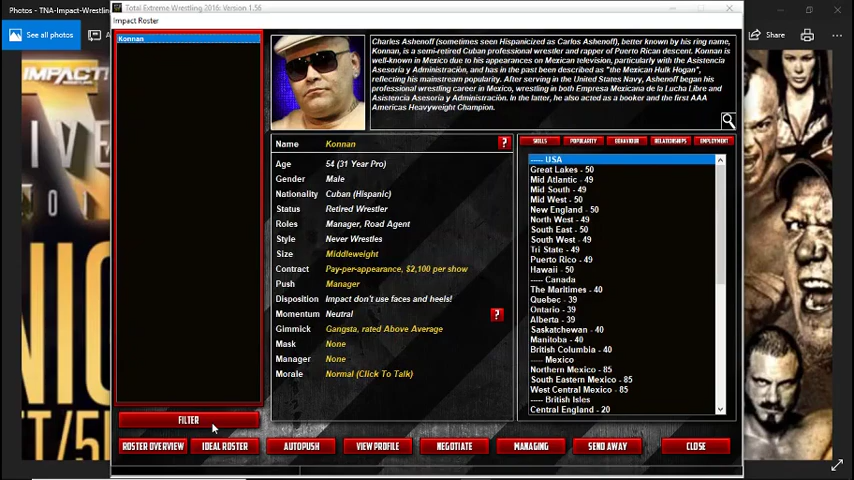 Photos - TNA-Impact-Wrestling
See all photos
Share
Total Extreme Wrestling 2016: Version 1.56
Impact Roster
Konnan
Charles Ashenoff (sometimes seen Hispanicized as Carlos Ashenoff), better known by his ring name,
Konnan, is a semi-retired Cuban professional wrestler and rapper of Puerto Rican descent. Konnan is
well-known in Mexico due to his appearances on Mexican television, particularly with the Asistencia
Asesoría y Administración, and has in the past been described as "the Mexican Hulk Hogan",
reflecting his mainstream popularity. After serving in the United States Navy, Ashenoff began his
professional wrestling career in Mexico, wrestling in both Empresa Mexicana de la Lucha Libre and
Asistencia Asesoría y Administración. In the latter, he also acted as a booker and the first AAA
Americas Heavyweight Champion.
Name Konnan ?
Age 54 (31 Year Pro)
Gender Male
Nationality Cuban (Hispanic)
Status Retired Wrestler
Roles Manager, Road Agent
Style Never Wrestles
Size Middleweight
Contract Pay-per-appearance, $2,100 per show
Push Manager
Disposition Impact don't use faces and heels!
Momentum Neutral ?
Gimmick Gangsta, rated Above Average
Mask None
Manager None
Morale Normal (Click To Talk)
SKILLS POPULARITY BEHAVIOUR RELATIONSHIPS EMPLOYMENT
----- USA
Great Lakes - 50
Mid Atlantic - 49
Mid South - 49
Mid West - 50
New England - 50
North West - 49
South East - 50
South West - 49
Tri State - 49
Puerto Rico - 49
Hawaii - 50
----- Canada
The Maritimes - 40
Quebec - 39
Ontario - 39
Alberta - 39
Saskatchewan - 40
Manitoba - 40
British Columbia - 40
----- Mexico
Northern Mexico - 85
South Eastern Mexico - 85
West Central Mexico - 85
----- British Isles
Central England - 20
FILTER
ROSTER OVERVIEW IDEAL ROSTER AUTOPUSH VIEW PROFILE NEGOTIATE MANAGING SEND AWAY CLOSE